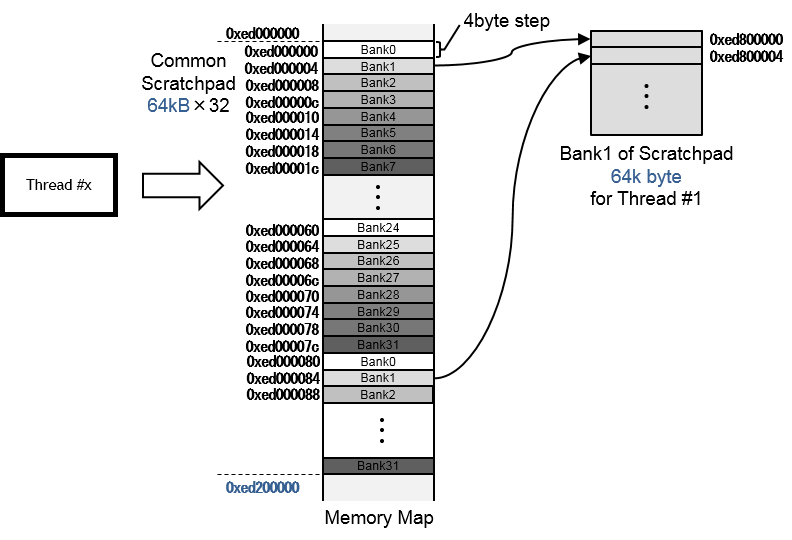 0xed000000
4byte step
Common
Scratchpad
64kB×32
0xed000000 Bank0
0xed000004 Bank1
0xed000008 Bank2
0xed00000c Bank3
0xed000010 Bank4
0xed000014 Bank5
0xed000018 Bank6
0xed00001c Bank7
Thread #x
0xed800000
0xed800004
Bank1 of Scratchpad
64k byte
for Thread #1
0xed000060 Bank24
0xed000064 Bank25
0xed000068 Bank26
0xed00006c Bank27
0xed000070 Bank28
0xed000074 Bank29
0xed000078 Bank30
0xed00007c Bank31
0xed000080 Bank0
0xed000084 Bank1
0xed000088 Bank2
Bank31
0xed200000
Memory Map